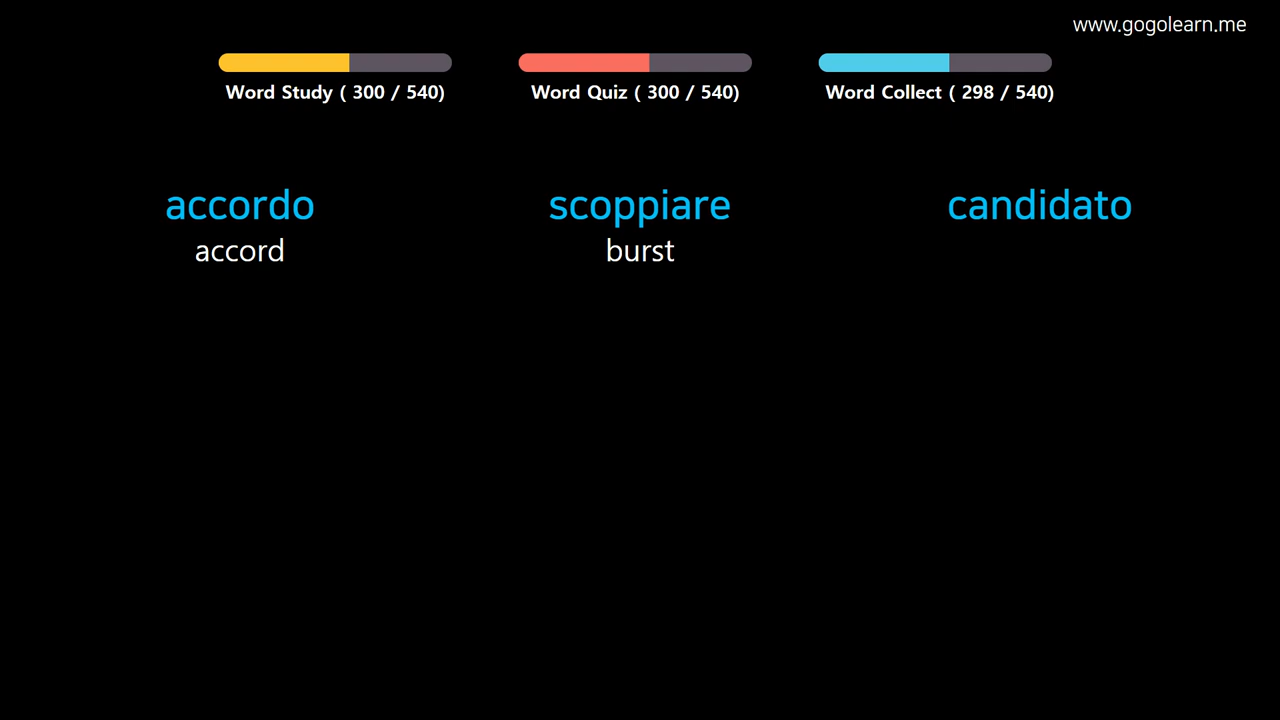 www.gogolearn.me
Word Study ( 300 / 540)
Word Quiz ( 300 / 540)
Word Collect ( 298 / 540)
accordo
accord
scoppiare
burst
candidato